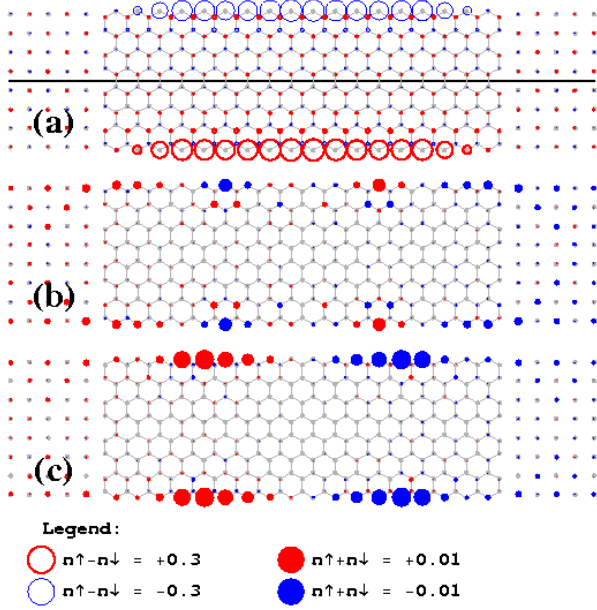 (a)
(b)
(c)
Legend:
n↑-n↓ = +0.3
n↑+n↓ = +0.01
n↑-n↓ = -0.3
n↑+n↓ = -0.01